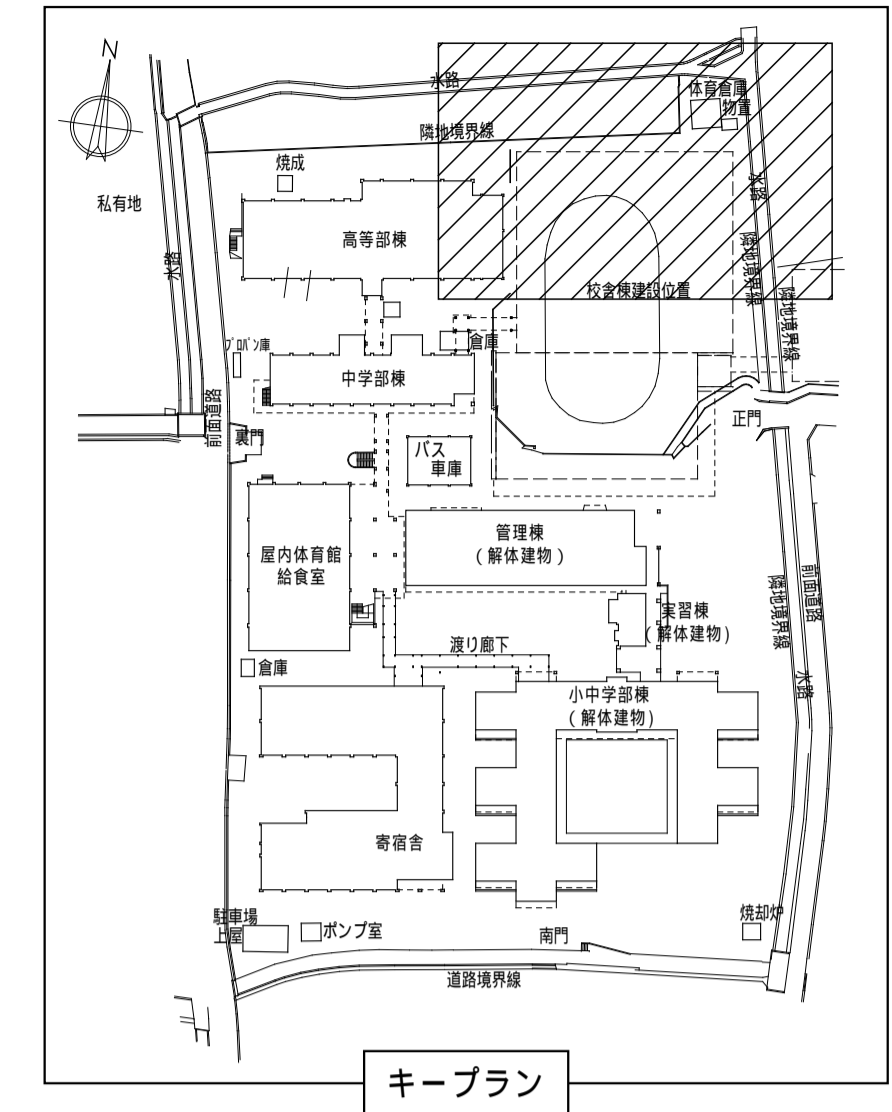 N
水路
体育倉庫
物置
隣地境界線
焼成
私有地
水路
高等部棟
水路
隣地境界線
校舎棟建設位置
隣地境界線
倉庫
プロパン庫
中学部棟
前面道路
裏門
正門
バス
車庫
管理棟
(解体建物)
屋内体育館
給食室
前面道路
隣地境界線
実習棟
(解体建物)
渡り廊下
倉庫
水路
小中学部棟
(解体建物)
寄宿舎
駐車場
上屋
ポンプ室
南門
焼却炉
道路境界線
キープラン